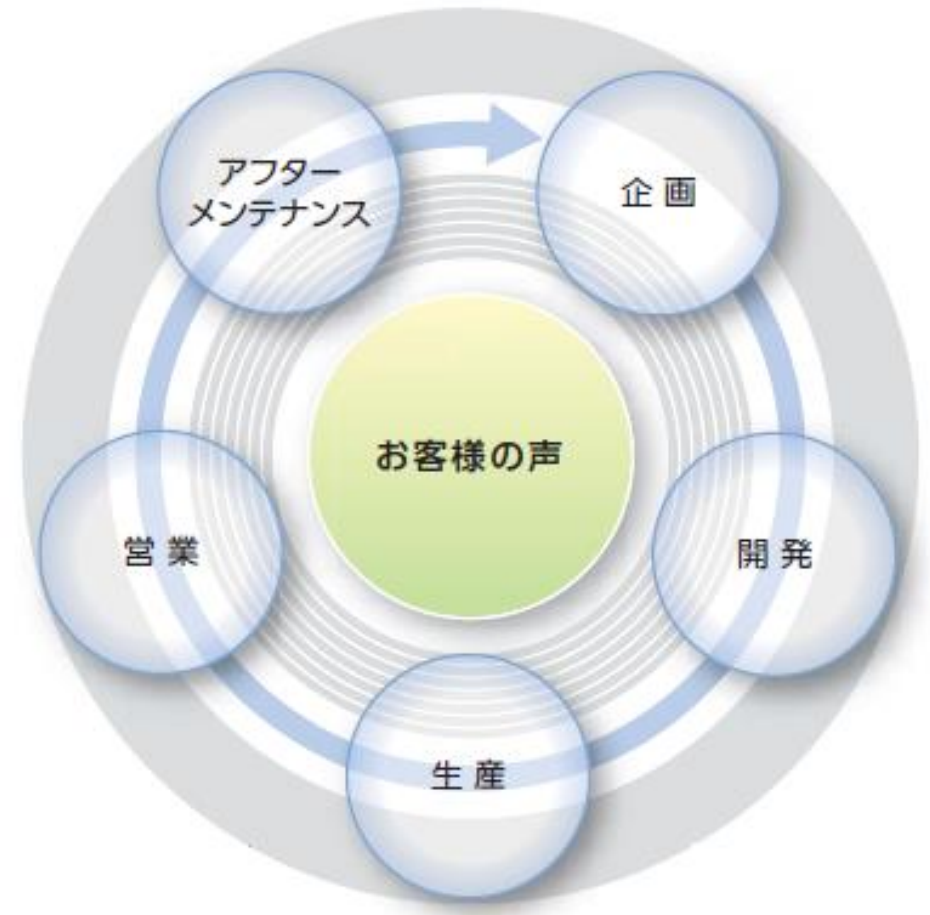 アフター
メンテナンス
企画
お客様の声
営業
開発
生産